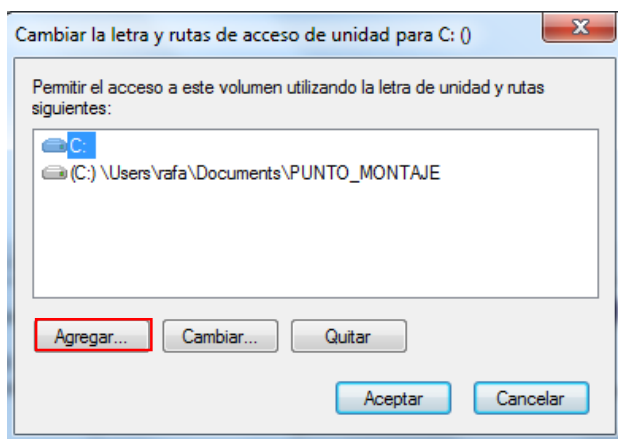 Cambiar la letra y rutas de acceso de unidad para C: ()
Permitir el acceso a este volumen utilizando la letra de unidad y rutas
siguientes:
C:
(C:) \Users\rafa\Documents\PUNTO_MONTAJE
Agregar... Cambiar... Quitar
Aceptar Cancelar